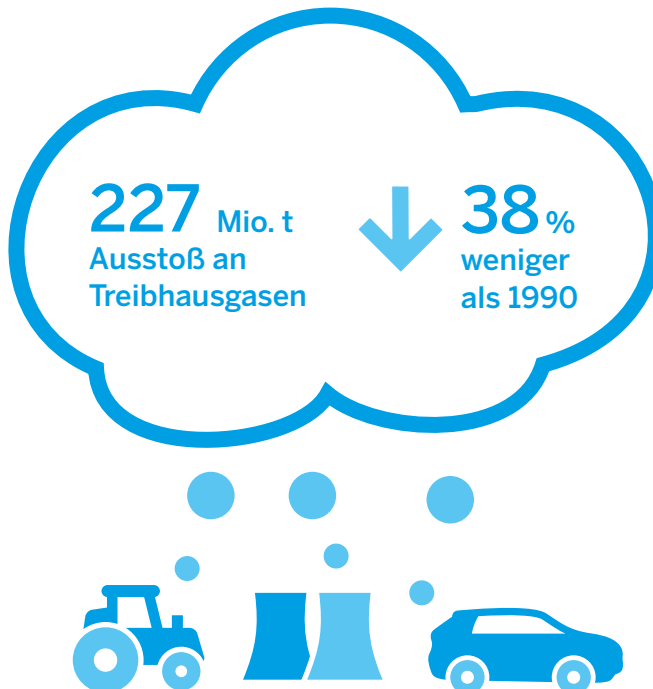 227 Mio. t
Ausstoß an
Treibhausgasen
38 %
weniger
als 1990